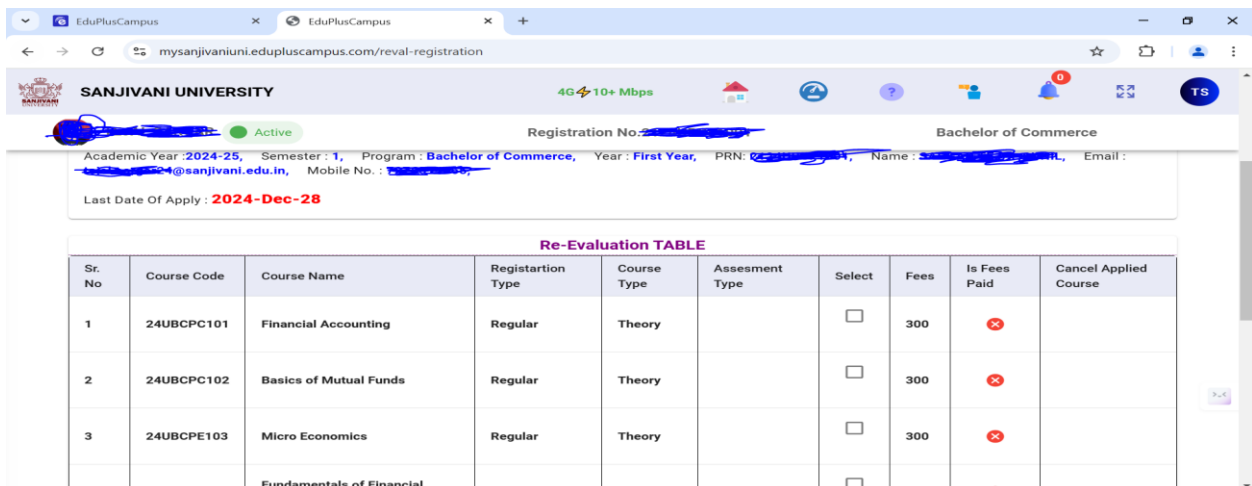 EduPlusCampus
EduPlusCampus
mysanjivaniuni.edupluscampus.com/reval-registration
SANJIVANI UNIVERSITY
4G 10+ Mbps
?
0
TS
SANJIVANI
UNIVERSITY
Active
Registration No.
Bachelor of Commerce
Academic Year :2024-25, Semester : 1, Program : Bachelor of Commerce, Year : First Year, PRN: Name : Email :
@sanjivani.edu.in, Mobile No. :
Last Date Of Apply : 2024-Dec-28
Re-Evaluation TABLE
Sr. No Course Code Course Name Registartion Type Course Type Assesment Type Select Fees Is Fees Paid Cancel Applied Course
1 24UBCPC101 Financial Accounting Regular Theory 300
2 24UBCPC102 Basics of Mutual Funds Regular Theory 300
3 24UBCPE103 Micro Economics Regular Theory 300
Fundamentals of Financial